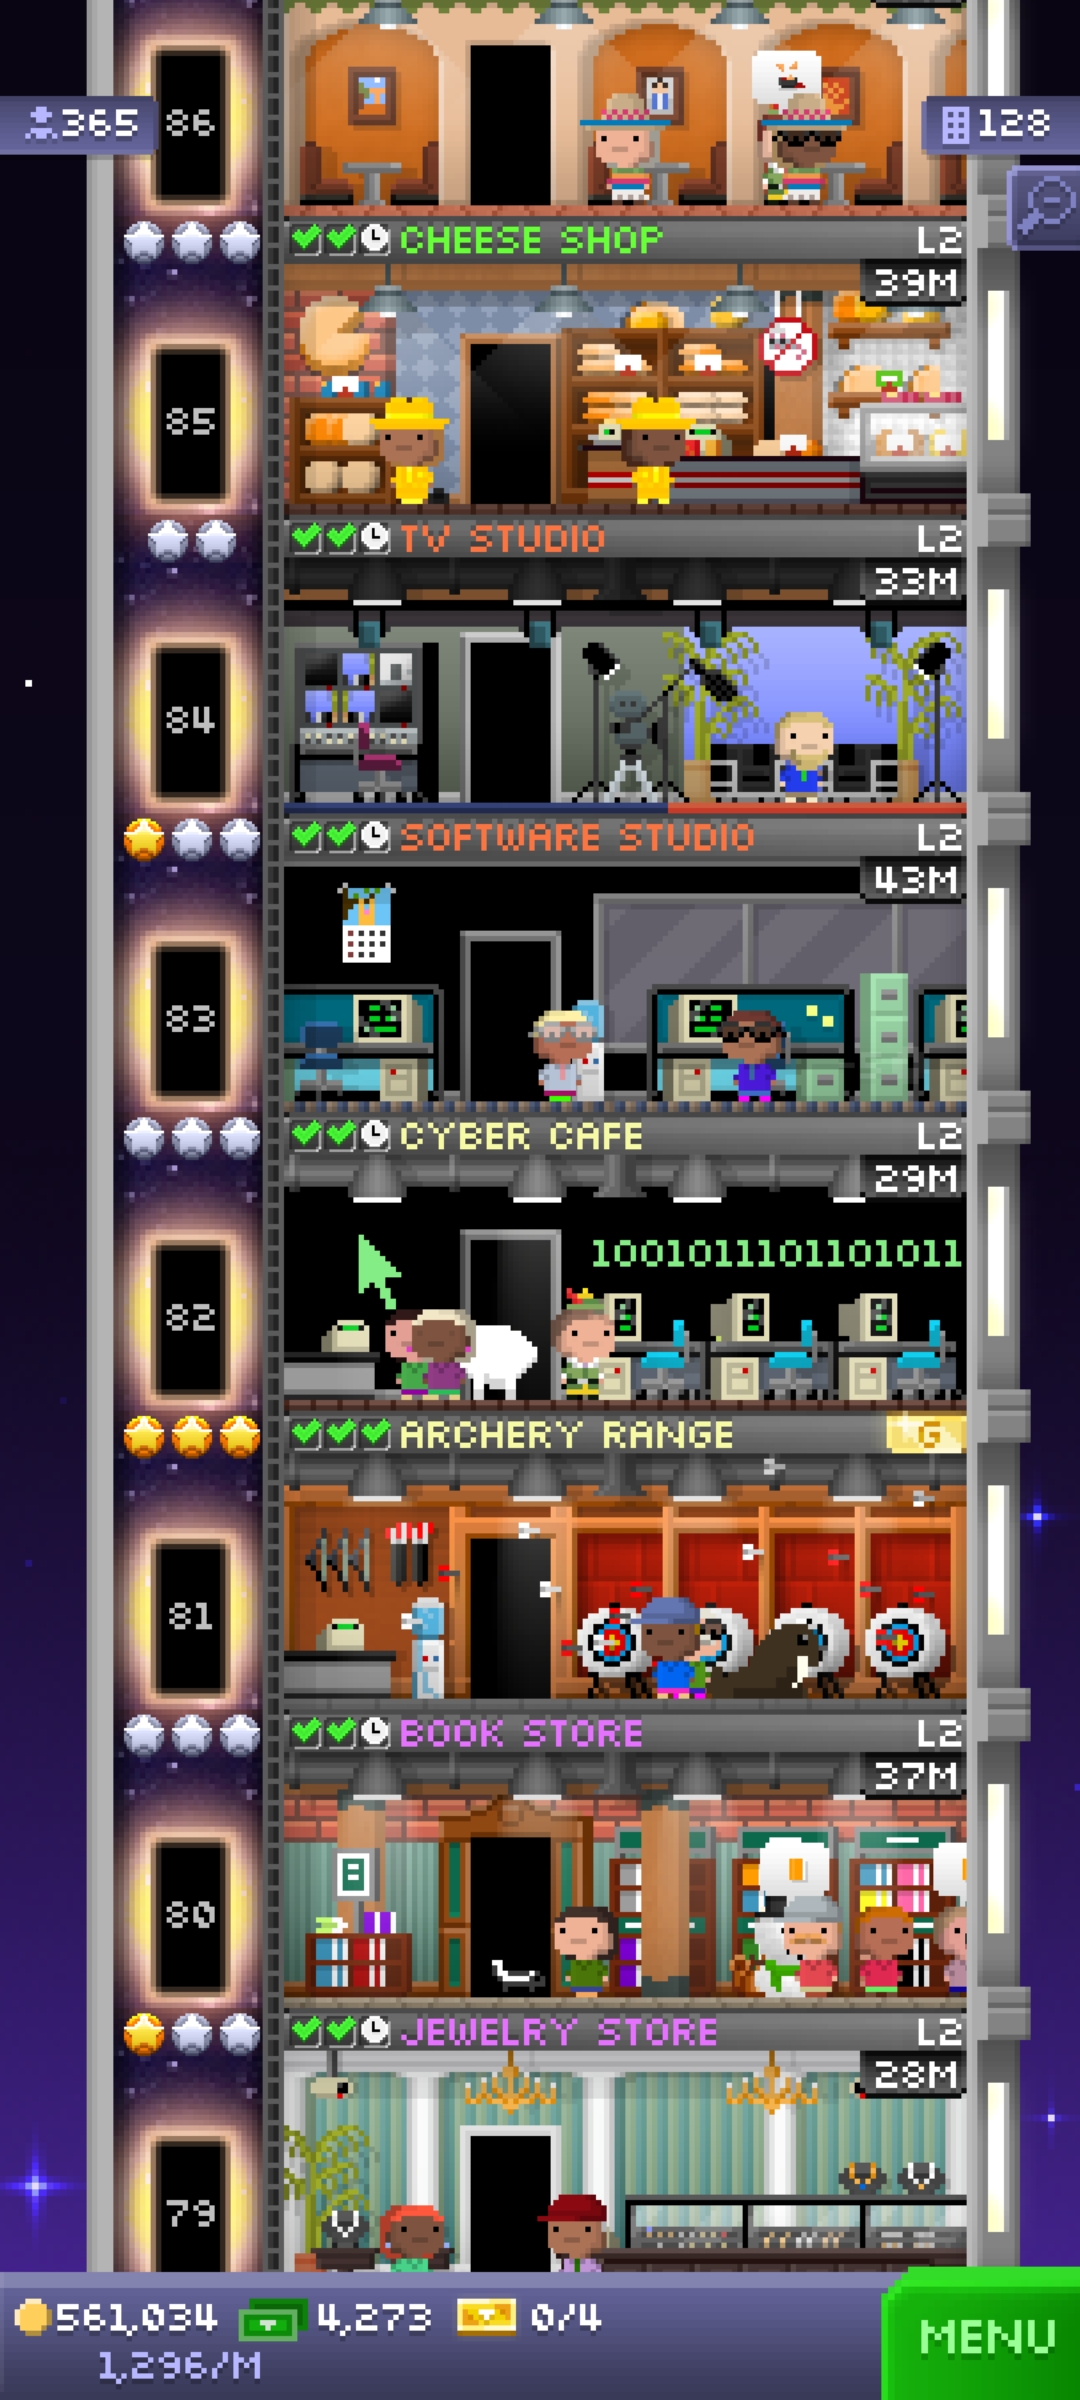 86
365
128
CHEESE SHOP L2
39M
85
TV STUDIO L2
33M
84
SOFTWARE STUDIO L2
43M
83
CYBER CAFE L2
29M
1001011101101011
82
ARCHERY RANGE G
81
BOOK STORE L2
37M
8
80
JEWELRY STORE L2
28M
79
561,034 4,273 0/4
1,296/M
MENU